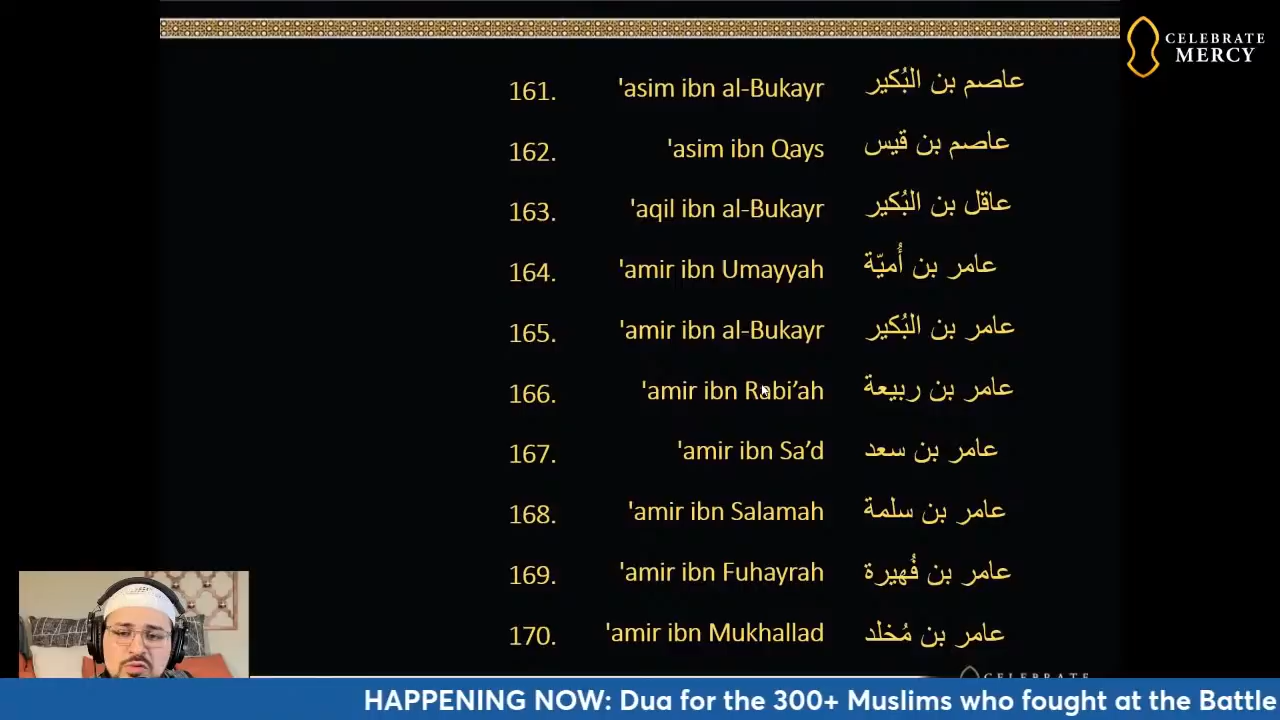 CELEBRATE
MERCY
161. 'asim ibn al-Bukayr عاصم بن البُكير
162. 'asim ibn Qays عاصم بن قيس
163. 'aqil ibn al-Bukayr عاقل بن البُكير
164. 'amir ibn Umayyah عامر بن أُميّة
165. 'amir ibn al-Bukayr عامر بن البُكير
166. 'amir ibn Rabi’ah عامر بن ربيعة
167. 'amir ibn Sa’d عامر بن سعد
168. 'amir ibn Salamah عامر بن سلمة
169. 'amir ibn Fuhayrah عامر بن فُهيرة
170. 'amir ibn Mukhallad عامر بن مُخلد
CELEBRATE
HAPPENING NOW: Dua for the 300+ Muslims who fought at the Battle